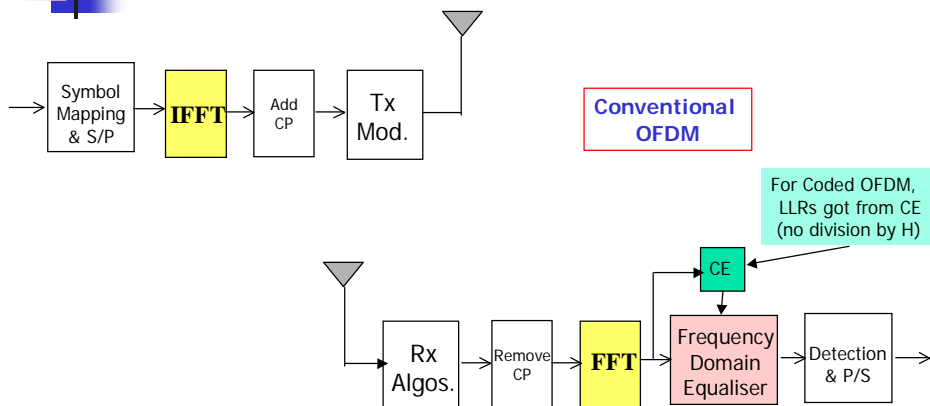 Symbol
Mapping
& S/P
IFFT
Add
CP
Tx
Mod.
Conventional
OFDM
For Coded OFDM,
LLRs got from CE
(no division by H)
CE
Rx
Algos.
Remove
CP
FFT
Frequency
Domain
Equaliser
Detection
& P/S